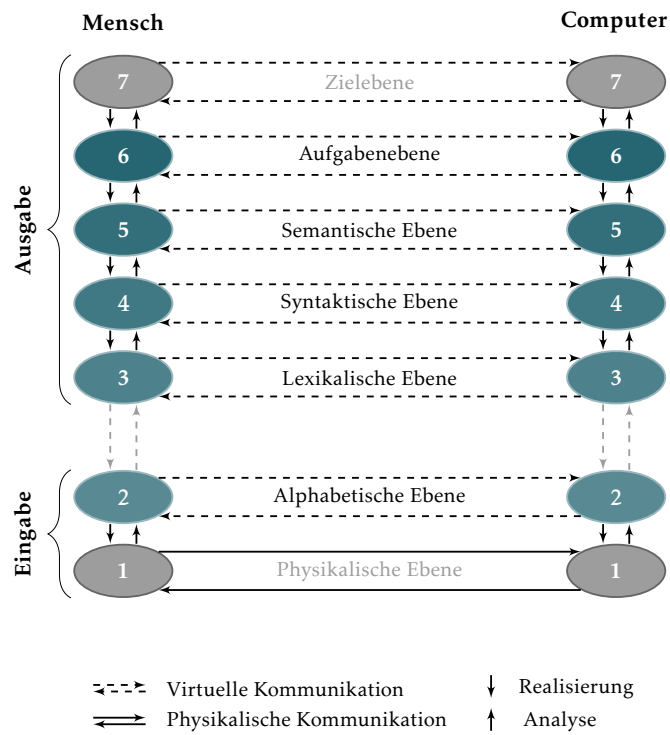 Mensch Computer
7 Zielebene 7
6 Aufgabenebene 6
5 Semantische Ebene 5
4 Syntaktische Ebene 4
3 Lexikalische Ebene 3
Ausgabe
2 Alphabetische Ebene 2
1 Physikalische Ebene 1
Eingabe
Virtuelle Kommunikation Realisierung
Physikalische Kommunikation Analyse